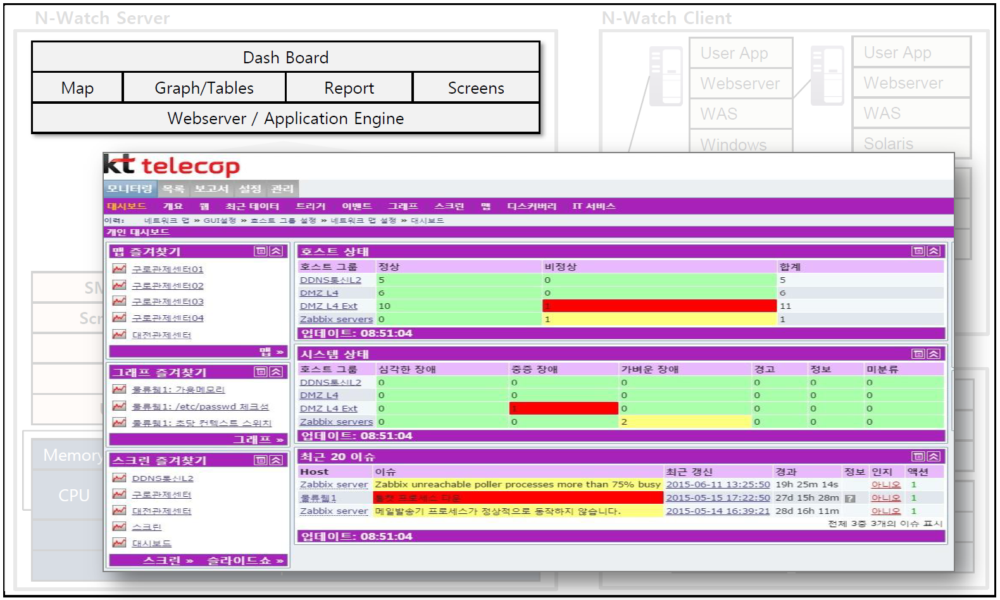 N-Watch Server
N-Watch Client
Dash Board
Map
Graph/Tables
Report
Screens
Webserver / Application Engine
User App
Webserver
WAS
Windows
User App
Webserver
WAS
Solaris
Memory
CPU
kt telecop
모니터링 목록 보고서 설정 관리
대시보드 개요 웹 최근 데이터 트리거 이벤트 그래프 스크린 맵 디스커버리 IT 서비스
이력: 네트워크 맵 » GUI설정 » 호스트 그룹 설정 » 네트워크 맵 설정 » 대시보드
개인 대시보드
맵 즐겨찾기
구로관제센터01
구로관제센터02
구로관제센터03
구로관제센터04
대전관제센터
맵 »
그래프 즐겨찾기
물류웹1: 가용메모리
물류웹1: /etc/passwd 체크섬
물류웹1: 초당 컨텍스트 스위치
그래프 »
스크린 즐겨찾기
DDNS통신L2
구로관제센터
대전관제센터
스크린
대시보드
스크린 » 슬라이드쇼 »
호스트 상태
호스트 그룹 정상 비정상 합계
DDNS통신L2 5 0 5
DMZ L4 6 0 6
DMZ L4 Ext 10 1 11
Zabbix servers 0 1 1
업데이트: 08:51:04
시스템 상태
호스트 그룹 심각한 장애 중증 장애 가벼운 장애 경고 정보 미분류
DDNS통신L2 0 0 0 0 0 0
DMZ L4 0 0 0 0 0 0
DMZ L4 Ext 0 1 0 0 0 0
Zabbix servers 0 0 2 0 0 0
업데이트: 08:51:04
최근 20 이슈
Host 이슈 최근 갱신 경과 정보 인지 액션
Zabbix server Zabbix unreachable poller processes more than 75% busy 2015-06-11 13:25:50 19h 25m 14s 아니오 1
물류웹1 톰캣 프로세스 다운 2015-05-15 17:22:50 27d 15h 28m ? 아니오 1
Zabbix server 메일발송기 프로세스가 정상적으로 동작하지 않습니다. 2015-05-14 16:39:21 28d 16h 11m 아니오 1
전체 3중 3개의 이슈 표시
업데이트: 08:51:04